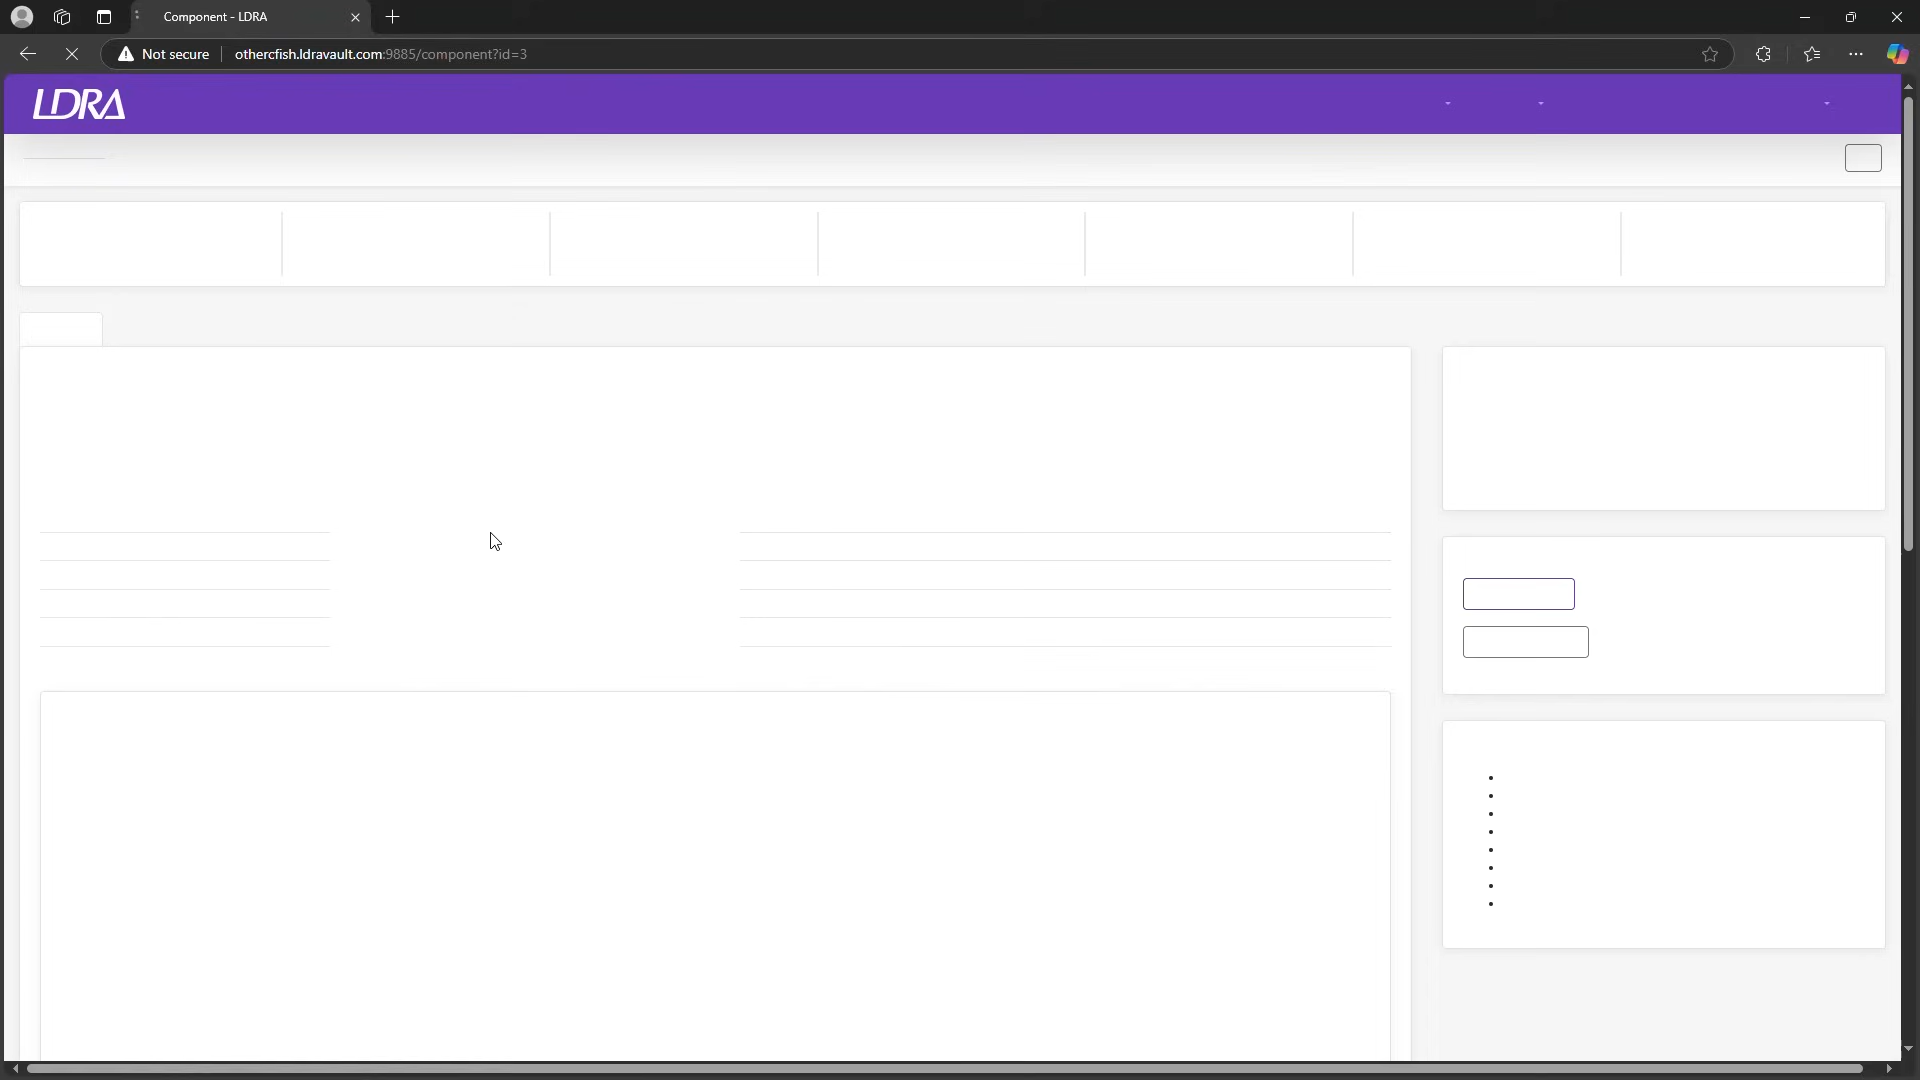 Component - LDRA
Not secure
othercfish.ldravault.com:9885/component?id=3
LDRA